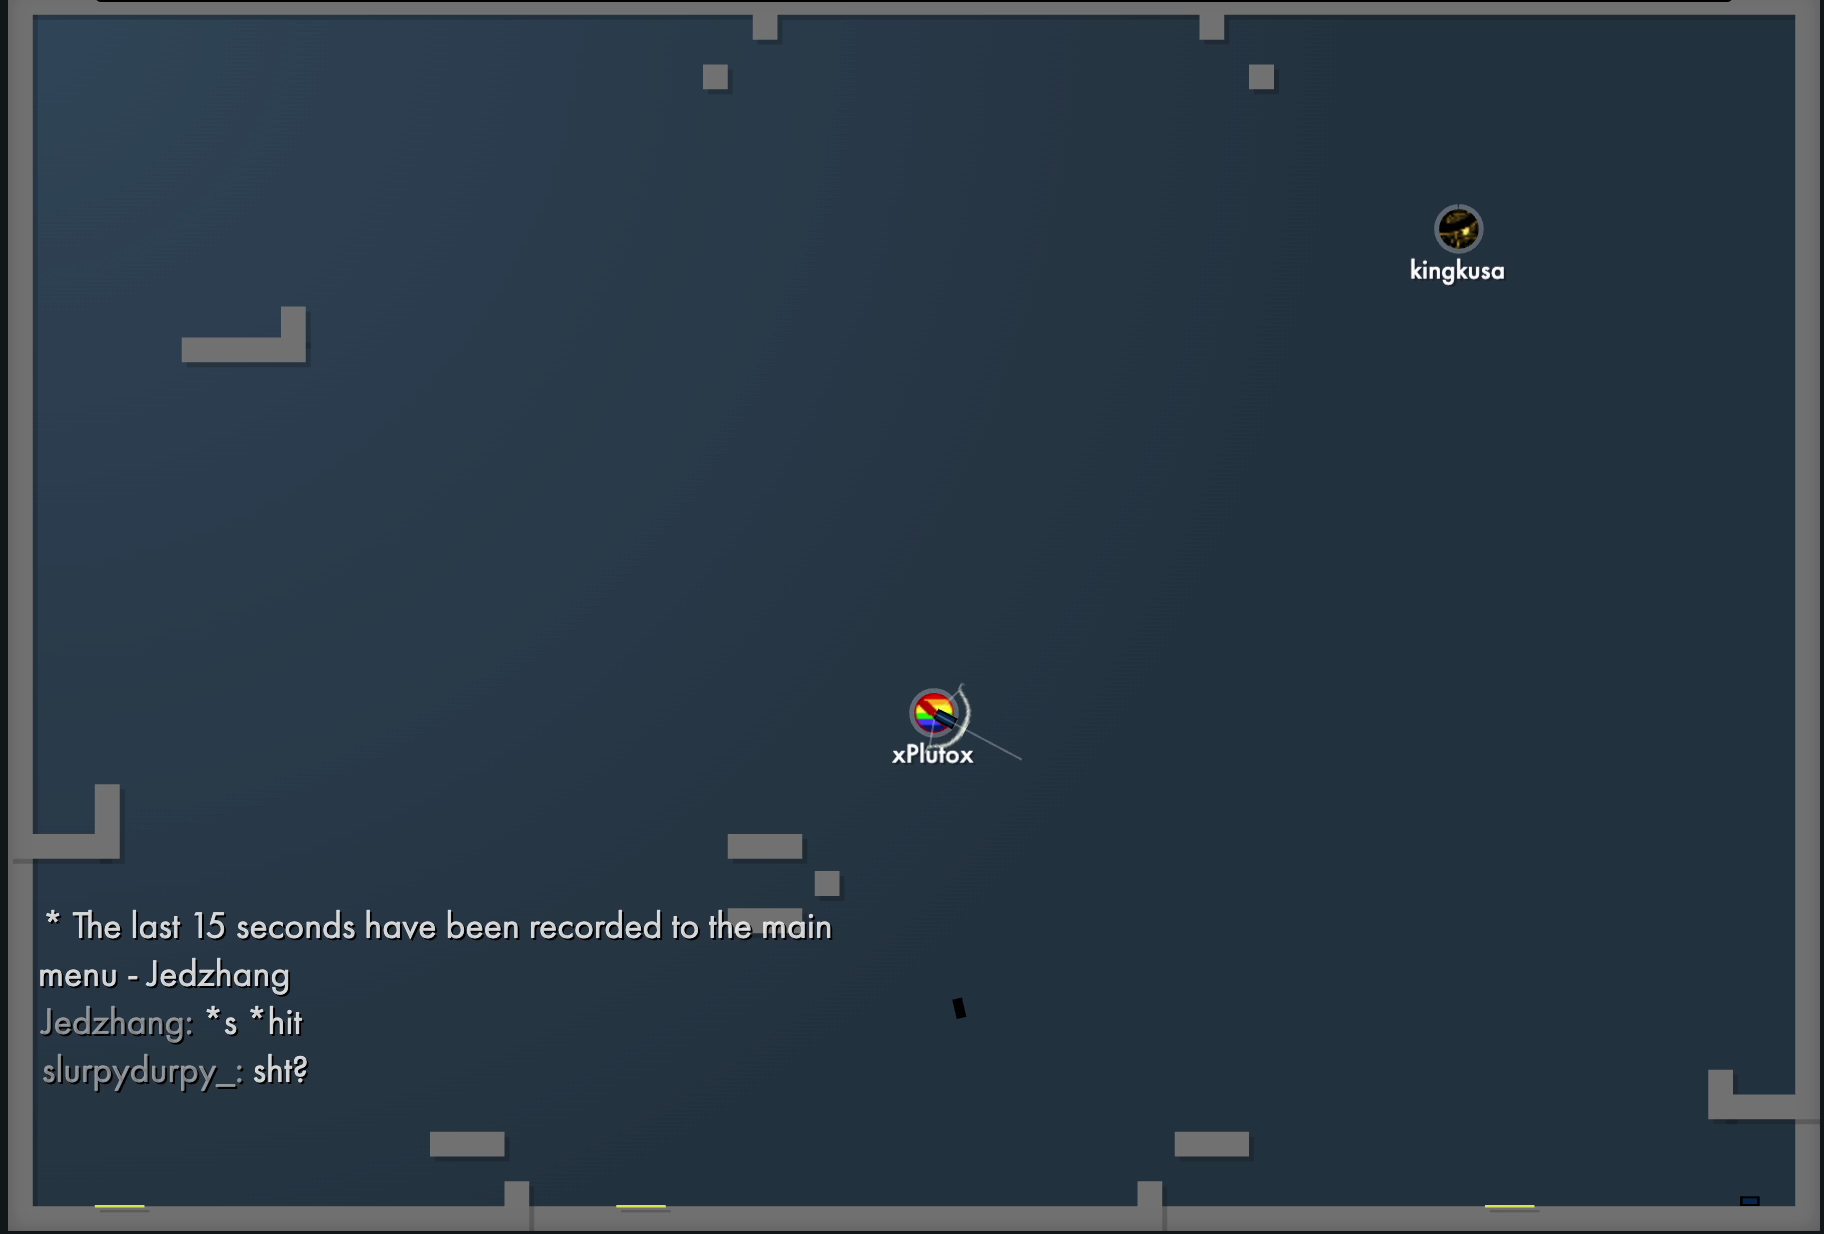 kingkusa
xPlutox
* The last 15 seconds have been recorded to the main
menu - Jedzhang
Jedzhang: *s *hit
slurpydurpy_: sht?